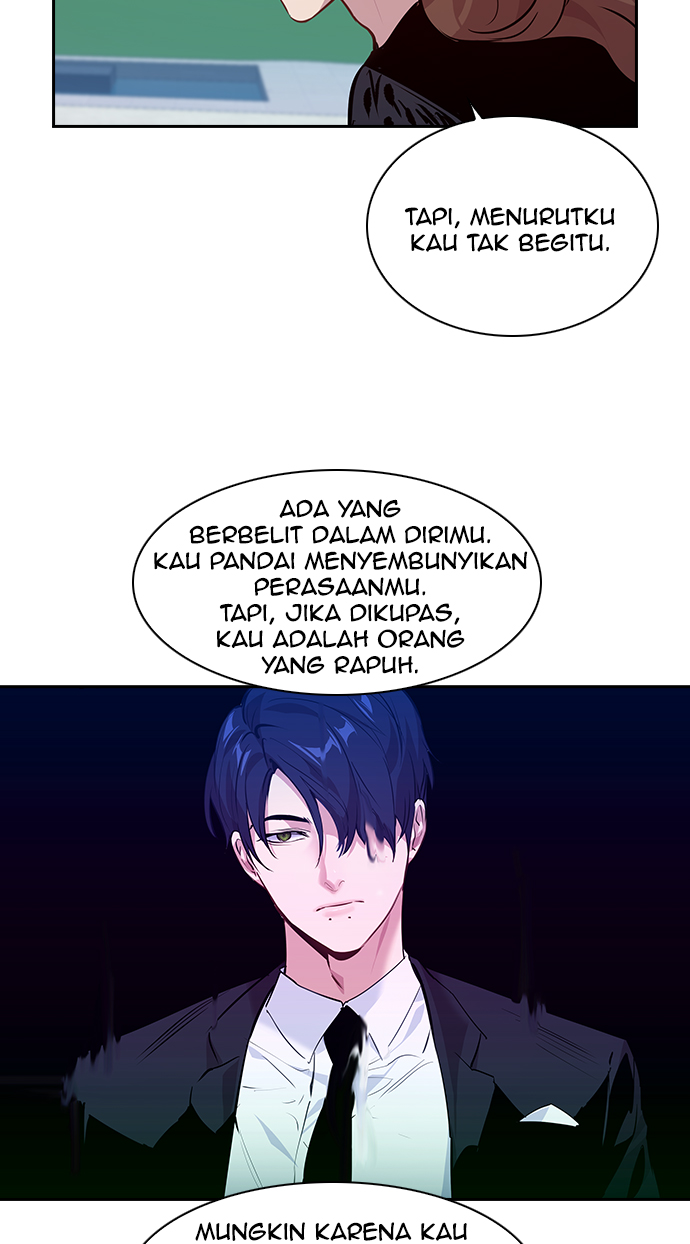 TAPI, MENURUTKU
KAU TAK BEGITU.
ADA YANG
BERBELIT DALAM DIRIMU.
KAU PANDAI MENYEMBUNYIKAN
PERASAANMU.
TAPI, JIKA DIKUPAS,
KAU ADALAH ORANG
YANG RAPUH.
MUNGKIN KARENA KAU